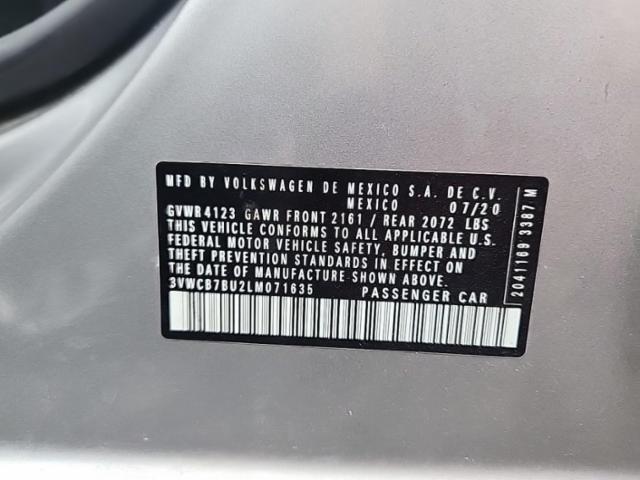 MFD BY VOLKSWAGEN DE MEXICO S.A. DE C.V.
MEXICO 07/20
GVWR 4123 GAWR FRONT 2161 / REAR 2072 LBS
THIS VEHICLE CONFORMS TO ALL APPLICABLE U.S.
FEDERAL MOTOR VEHICLE SAFETY, BUMPER AND
THEFT PREVENTION STANDARDS IN EFFECT ON
THE DATE OF MANUFACTURE SHOWN ABOVE.
3VWCB7BU2LM071635 PASSENGER CAR
2041169 3387 M